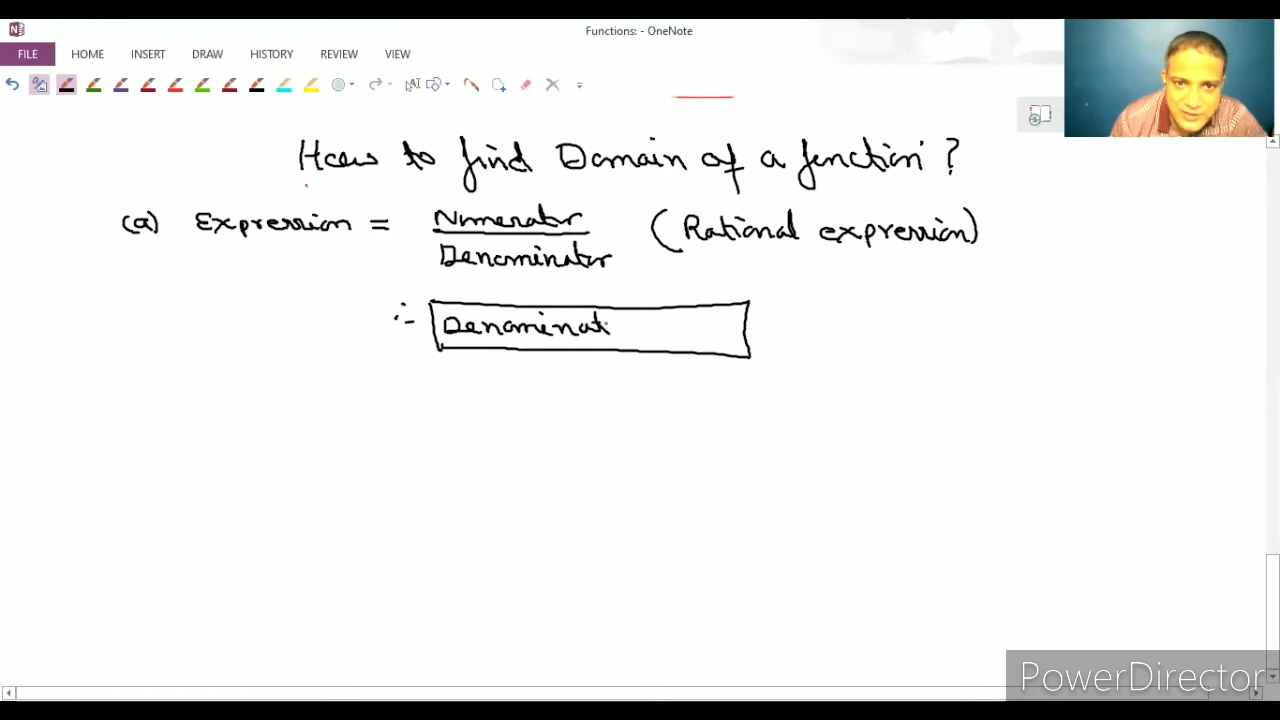 Functions: - OneNote
FILE HOME INSERT DRAW HISTORY REVIEW VIEW
How to find Domain of a function ?
(a) Expression = Numerator (Rational expression)
Denominator
∴ Denominat
PowerDirector